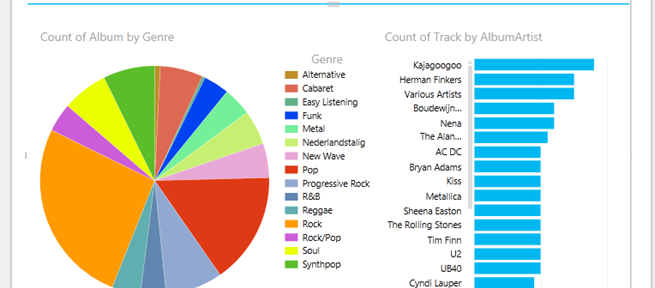 Count of Album by Genre
Genre
Alternative
Cabaret
Easy Listening
Funk
Metal
Nederlandstalig
New Wave
Pop
Progressive Rock
R&B
Reggae
Rock
Rock/Pop
Soul
Synthpop
Count of Track by AlbumArtist
Kajagoogoo
Herman Finkers
Various Artists
Boudewijn...
Nena
The Alan...
AC DC
Bryan Adams
Kiss
Metallica
Sheena Easton
The Rolling Stones
Tim Finn
U2
UB40
Cyndi Lauper